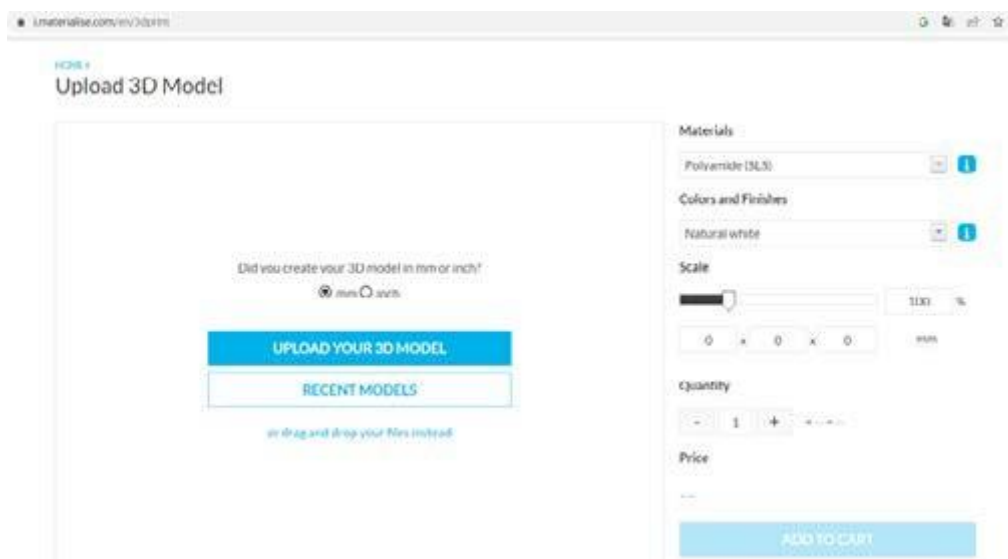 i.materialise.com/en/3dprint
HOME
Upload 3D Model
Did you create your 3D model in mm or inch?
mm inch
UPLOAD YOUR 3D MODEL
RECENT MODELS
or drag and drop your files instead
Materials
Polyamide (SLS)
Colors and Finishes
Natural white
Scale
100 %
0 x 0 x 0 mm
Quantity
- 1 +
Price
--
ADD TO CART